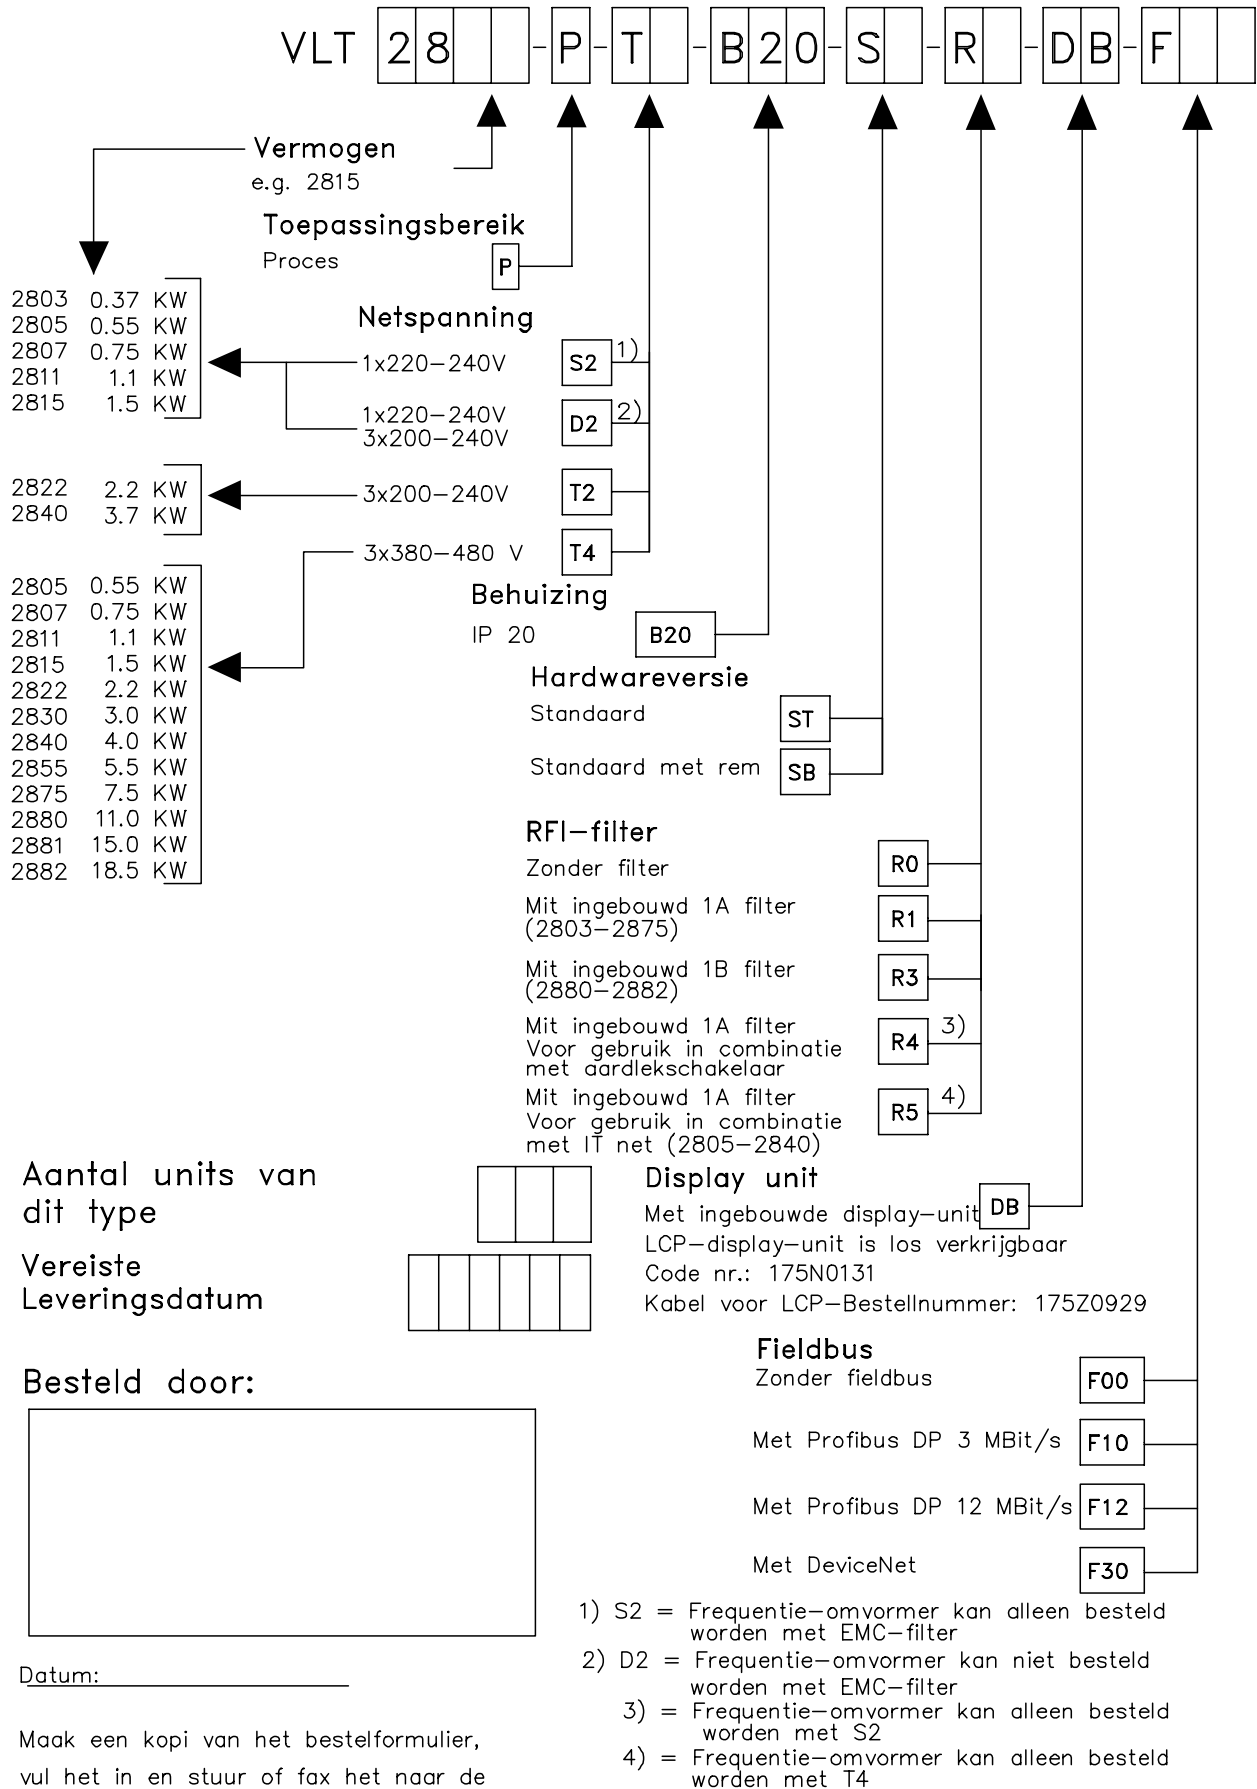 VLT 28 -P-T -B20-S -R -DB-F
Vermogen
e.g. 2815
Toepassingsbereik
Proces P
2803 0.37 KW
2805 0.55 KW
2807 0.75 KW
2811 1.1 KW
2815 1.5 KW
Netspanning
1x220-240V S2 1)
1x220-240V
3x200-240V D2 2)
2822 2.2 KW
2840 3.7 KW
3x200-240V T2
3x380-480 V T4
2805 0.55 KW
2807 0.75 KW
2811 1.1 KW
2815 1.5 KW
2822 2.2 KW
2830 3.0 KW
2840 4.0 KW
2855 5.5 KW
2875 7.5 KW
2880 11.0 KW
2881 15.0 KW
2882 18.5 KW
Behuizing
IP 20 B20
Hardwareversie
Standaard ST
Standaard met rem SB
RFI-filter
Zonder filter R0
Mit ingebouwd 1A filter
(2803-2875) R1
Mit ingebouwd 1B filter
(2880-2882) R3
Mit ingebouwd 1A filter
Voor gebruik in combinatie
met aardlekschakelaar R4 3)
Mit ingebouwd 1A filter
Voor gebruik in combinatie
met IT net (2805-2840) R5 4)
Aantal units van
dit type
Vereiste
Leveringsdatum
Display unit
Met ingebouwde display-unit DB
LCP-display-unit is los verkrijgbaar
Code nr.: 175N0131
Kabel voor LCP-Bestellnummer: 175Z0929
Besteld door:
Fieldbus
Zonder fieldbus F00
Met Profibus DP 3 MBit/s F10
Met Profibus DP 12 MBit/s F12
Met DeviceNet F30
1) S2 = Frequentie-omvormer kan alleen besteld
worden met EMC-filter
2) D2 = Frequentie-omvormer kan niet besteld
worden met EMC-filter
3) = Frequentie-omvormer kan alleen besteld
worden met S2
4) = Frequentie-omvormer kan alleen besteld
worden met T4
Datum:
Maak een kopi van het bestelformulier,
vul het in en stuur of fax het naar de